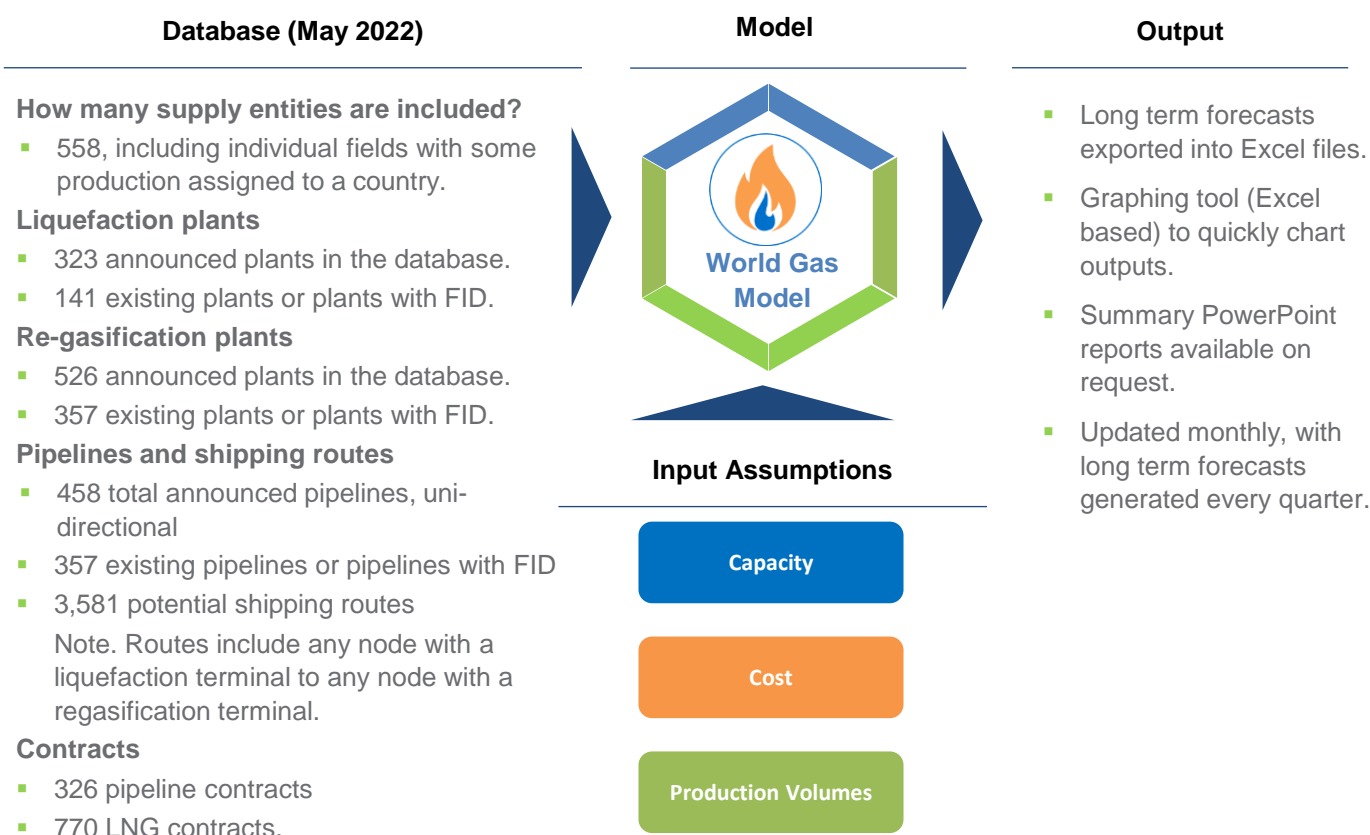 Database (May 2022)
How many supply entities are included?
▪ 558, including individual fields with some
production assigned to a country.
Liquefaction plants
▪ 323 announced plants in the database.
▪ 141 existing plants or plants with FID.
Re-gasification plants
▪ 526 announced plants in the database.
▪ 357 existing plants or plants with FID.
Pipelines and shipping routes
▪ 458 total announced pipelines, uni-
directional
▪ 357 existing pipelines or pipelines with FID
▪ 3,581 potential shipping routes
Note. Routes include any node with a
liquefaction terminal to any node with a
regasification terminal.
Contracts
▪ 326 pipeline contracts
▪ 770 LNG contracts.
Model
World Gas
Model
Input Assumptions
Capacity
Cost
Production Volumes
Output
▪ Long term forecasts
exported into Excel files.
▪ Graphing tool (Excel
based) to quickly chart
outputs.
▪ Summary PowerPoint
reports available on
request.
▪ Updated monthly, with
long term forecasts
generated every quarter.